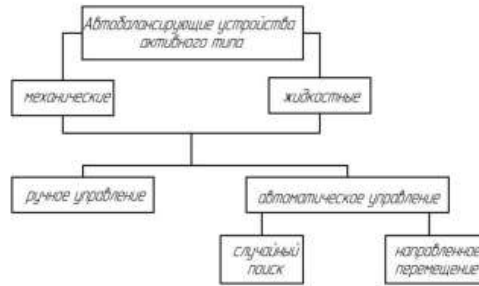 Автобалансирующие устройства
активного типа
механические
жидкостные
ручное управление
автоматическое управление
случайный
поиск
направленное
перемещение